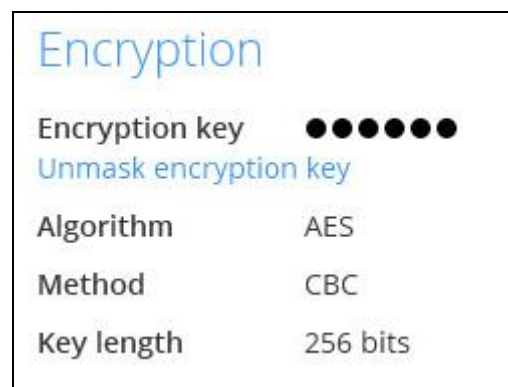 Encryption
Encryption key ●●●●●●
Unmask encryption key
Algorithm AES
Method CBC
Key length 256 bits